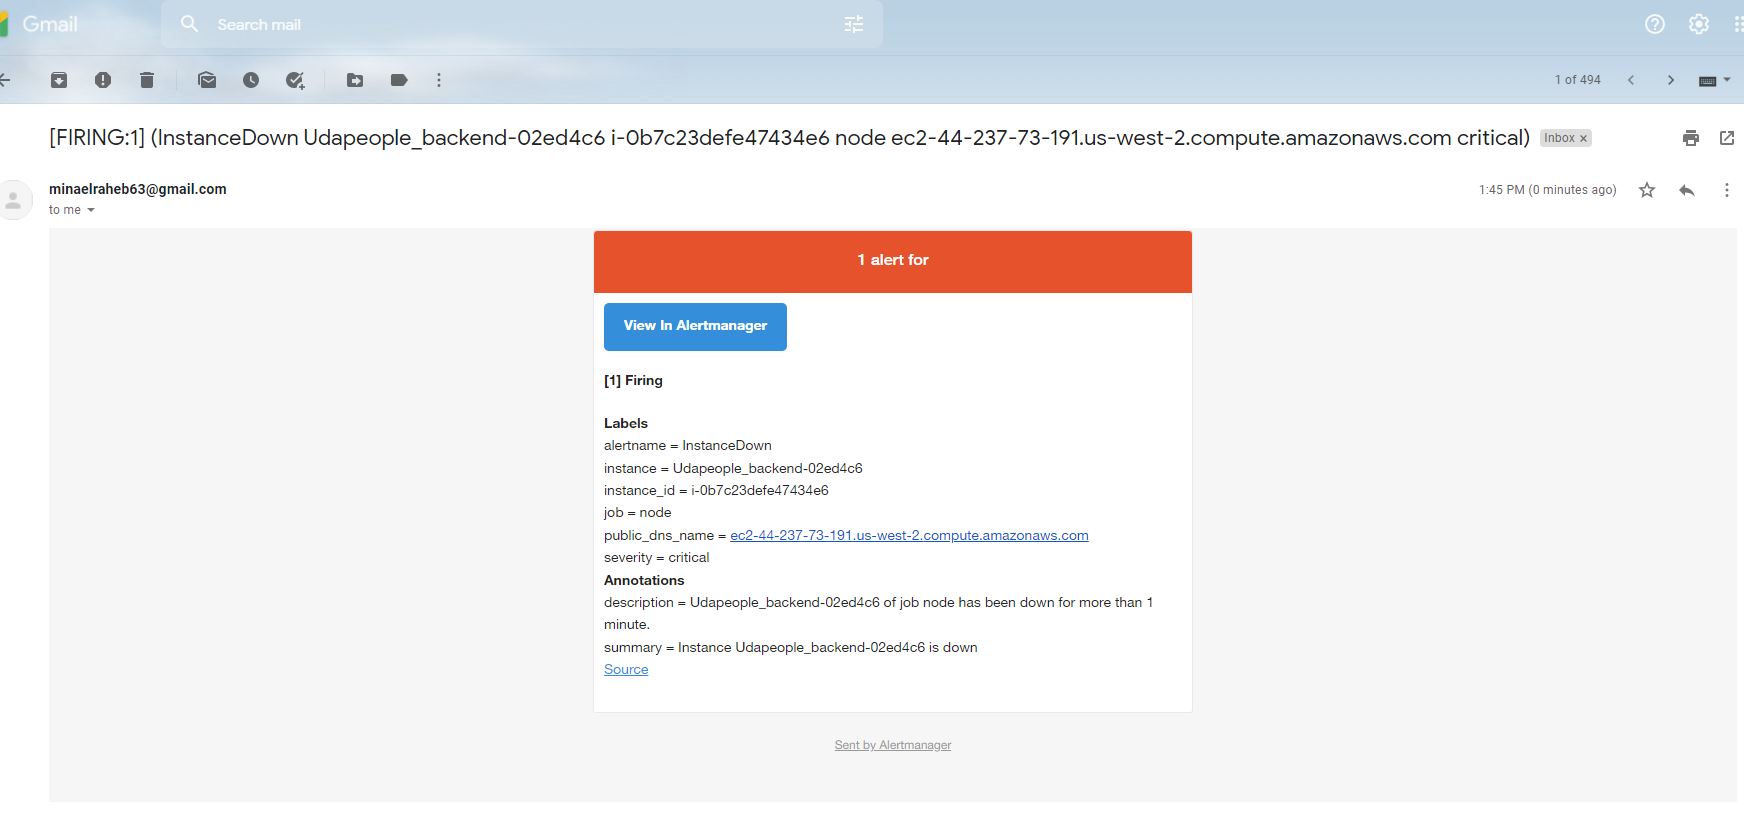 Gmail
Search mail
1 of 494
[FIRING:1] (InstanceDown Udapeople_backend-02ed4c6 i-0b7c23defe47434e6 node ec2-44-237-73-191.us-west-2.compute.amazonaws.com critical) Inbox ×
minaelraheb63@gmail.com 1:45 PM (0 minutes ago)
to me
1 alert for
View In Alertmanager
[1] Firing
Labels
alertname = InstanceDown
instance = Udapeople_backend-02ed4c6
instance_id = i-0b7c23defe47434e6
job = node
public_dns_name = ec2-44-237-73-191.us-west-2.compute.amazonaws.com
severity = critical
Annotations
description = Udapeople_backend-02ed4c6 of job node has been down for more than 1
minute.
summary = Instance Udapeople_backend-02ed4c6 is down
Source
Sent by Alertmanager